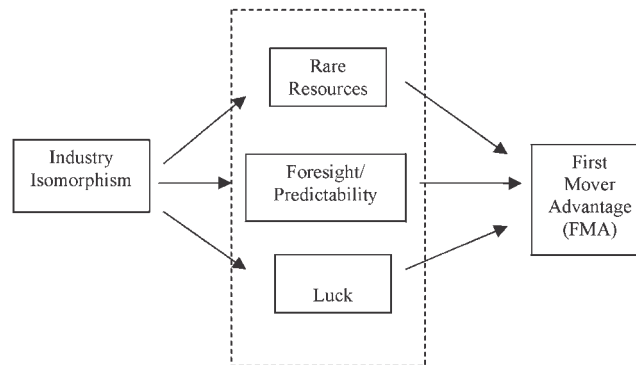 Rare
Resources
Industry
Isomorphism
Foresight/
Predictability
First
Mover
Advantage
(FMA)
Luck